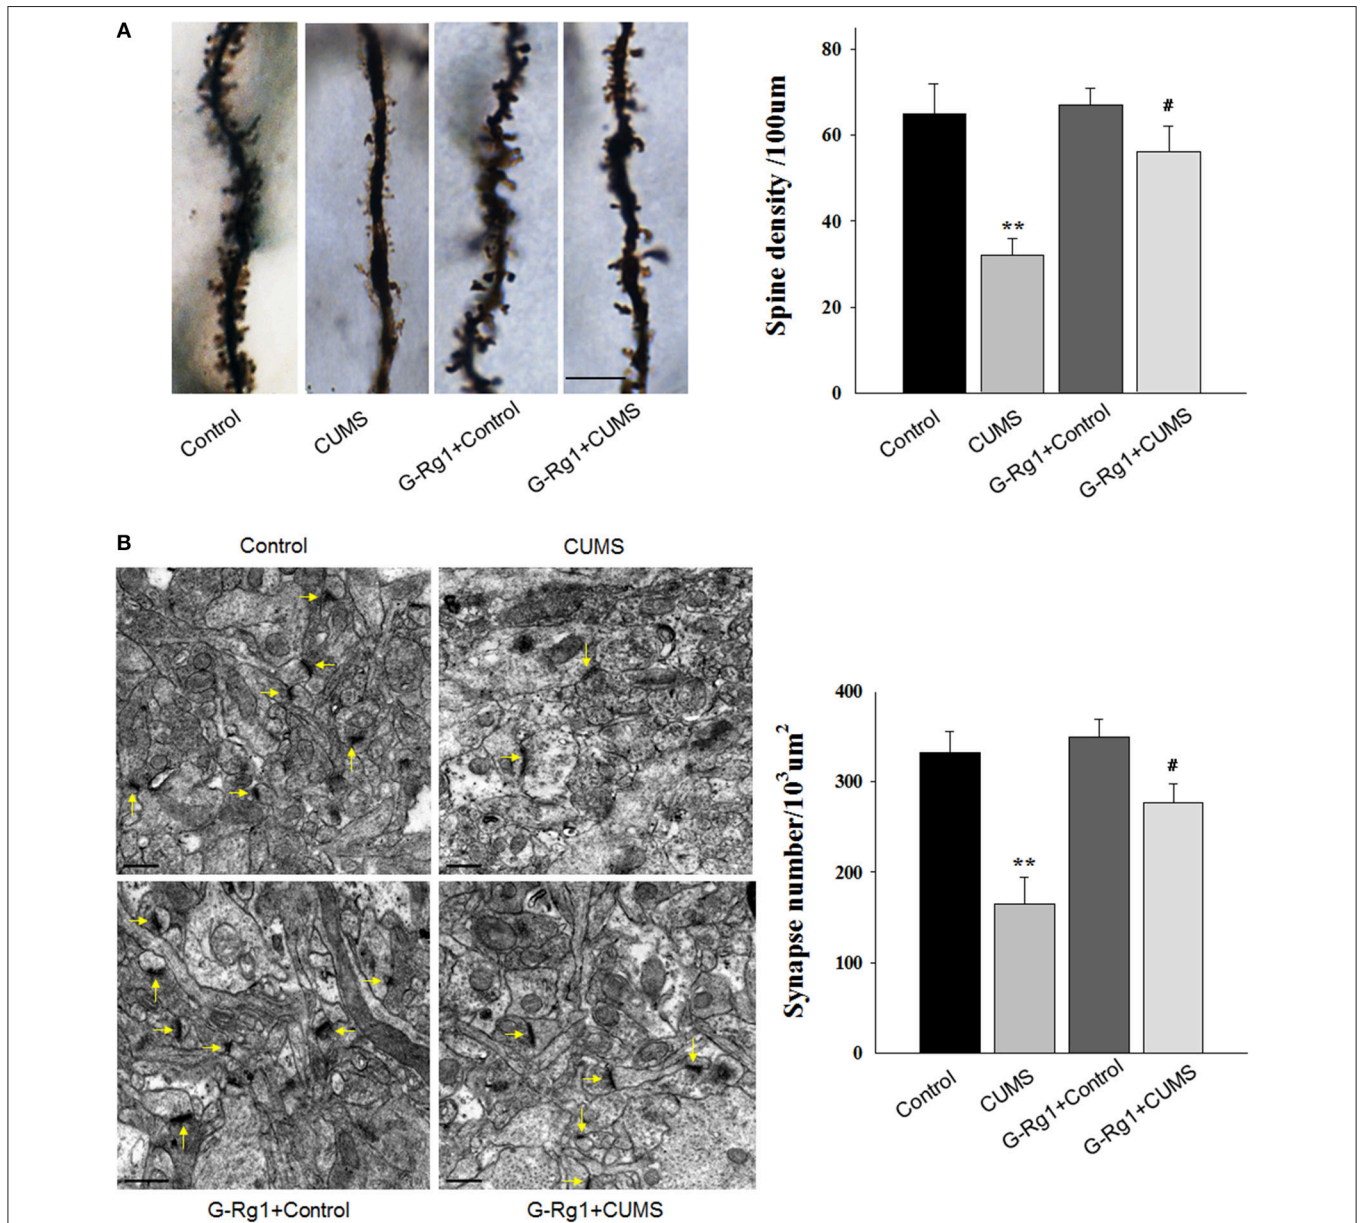 A
Control
CUMS
G-Rg1+Control
G-Rg1+CUMS
Spine density /100um
80
60
40
20
0
**
#
Control
CUMS
G-Rg1+Control
G-Rg1+CUMS
B
Control
CUMS
G-Rg1+Control
G-Rg1+CUMS
Synapse number/10³um²
400
300
200
100
0
**
#
Control
CUMS
G-Rg1+Control
G-Rg1+CUMS